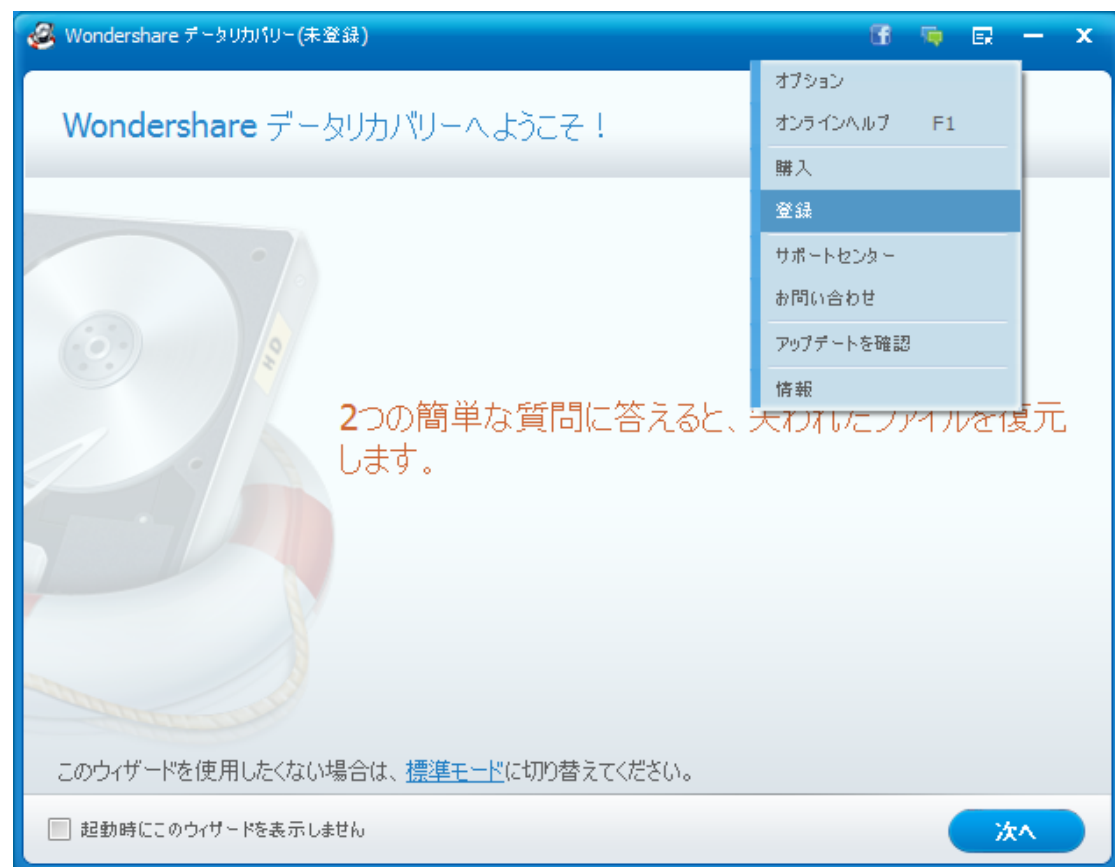 Wondershare データリカバリー(未登録)
オプション
オンラインヘルプ F1
購入
登録
サポートセンター
お問い合わせ
アップデートを確認
情報
Wondershare データリカバリーへようこそ！
HD
2つの簡単な質問に答えると、失われたファイルを復元
します。
このウィザードを使用したくない場合は、標準モードに切り替えてください。
起動時にこのウィザードを表示しません
次へ